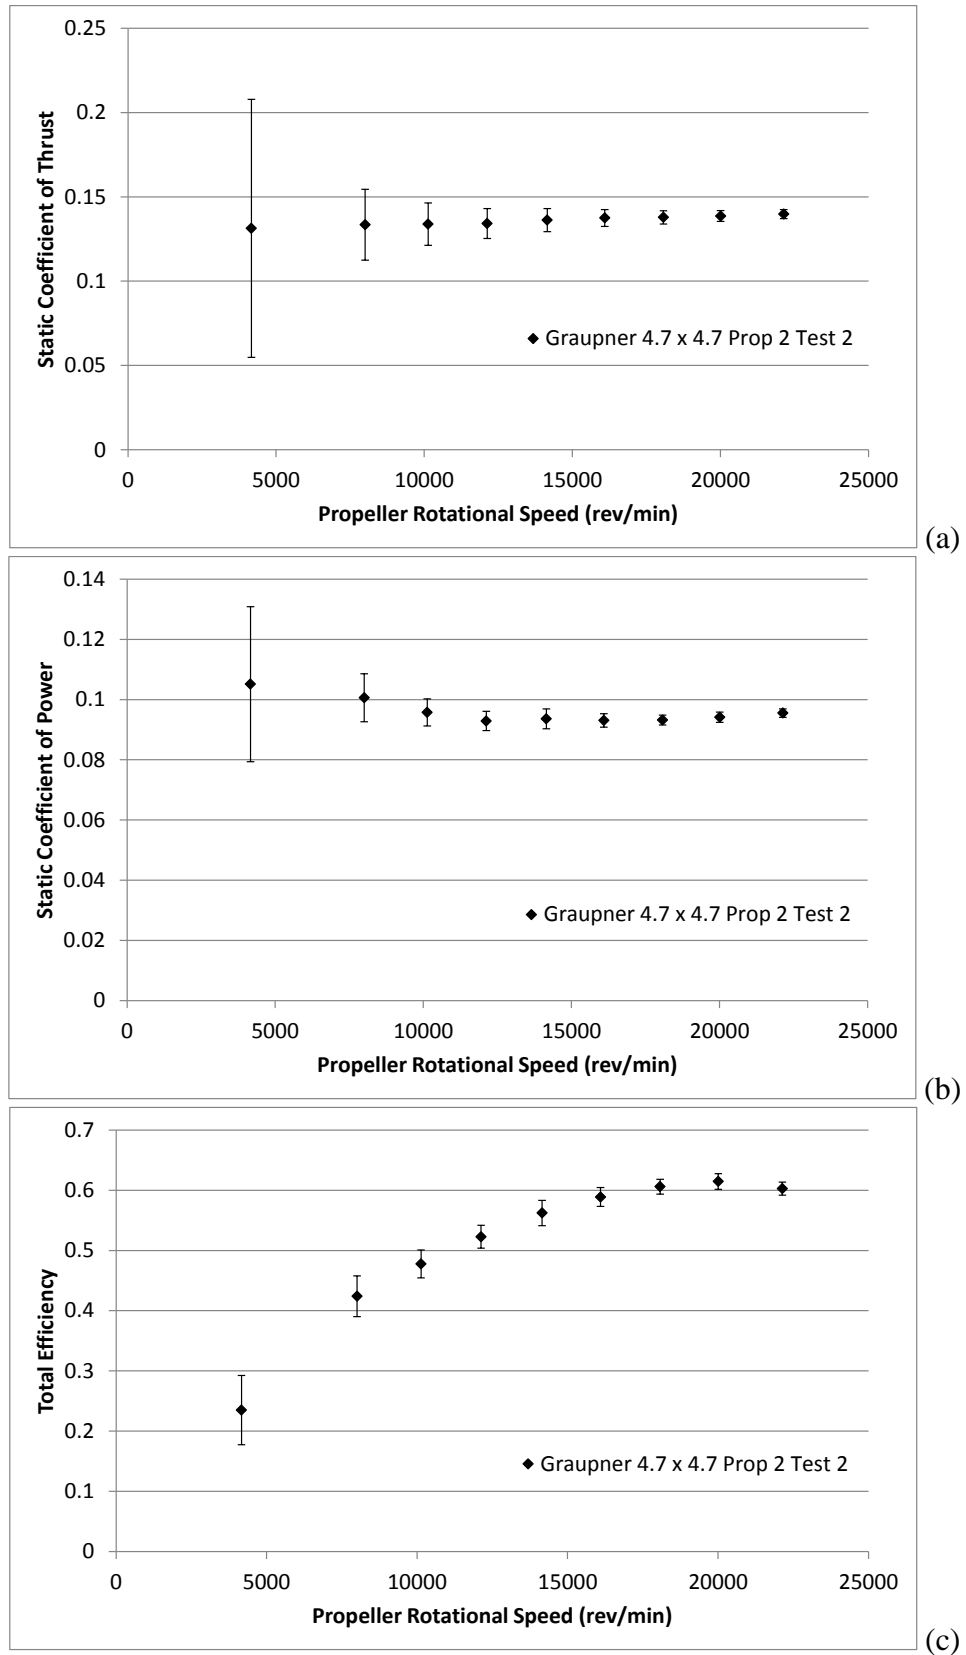 0.25
0.2
0.15
0.1
0.05
0
Static Coefficient of Thrust
Graupner 4.7 x 4.7 Prop 2 Test 2
0 5000 10000 15000 20000 25000
Propeller Rotational Speed (rev/min)
(a)
0.14
0.12
0.1
0.08
0.06
0.04
0.02
0
Static Coefficient of Power
Graupner 4.7 x 4.7 Prop 2 Test 2
0 5000 10000 15000 20000 25000
Propeller Rotational Speed (rev/min)
(b)
0.7
0.6
0.5
0.4
0.3
0.2
0.1
0
Total Efficiency
Graupner 4.7 x 4.7 Prop 2 Test 2
0 5000 10000 15000 20000 25000
Propeller Rotational Speed (rev/min)
(c)